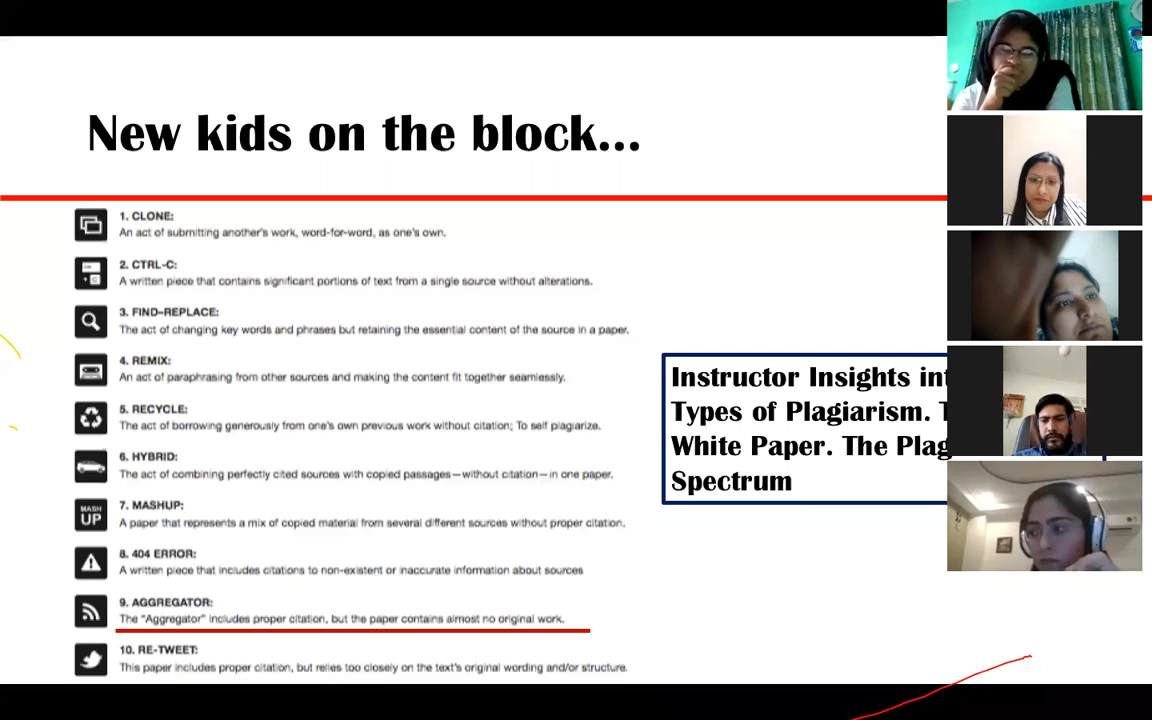 New kids on the block...
1. CLONE:
An act of submitting another's work, word-for-word, as one's own.
2. CTRL-C:
A written piece that contains significant portions of text from a single source without alterations.
3. FIND–REPLACE:
The act of changing key words and phrases but retaining the essential content of the source in a paper.
4. REMIX:
An act of paraphrasing from other sources and making the content fit together seamlessly.
5. RECYCLE:
The act of borrowing generously from one's own previous work without citation; To self plagiarize.
6. HYBRID:
The act of combining perfectly cited sources with copied passages—without citation—in one paper.
MASH
UP
7. MASHUP:
A paper that represents a mix of copied material from several different sources without proper citation.
8. 404 ERROR:
A written piece that includes citations to non-existent or inaccurate information about sources
9. AGGREGATOR:
The "Aggregator" includes proper citation, but the paper contains almost no original work.
10. RE-TWEET:
This paper includes proper citation, but relies too closely on the text's original wording and/or structure.
Instructor Insights
Types of Plagiarism.
White Paper. The
Spectrum